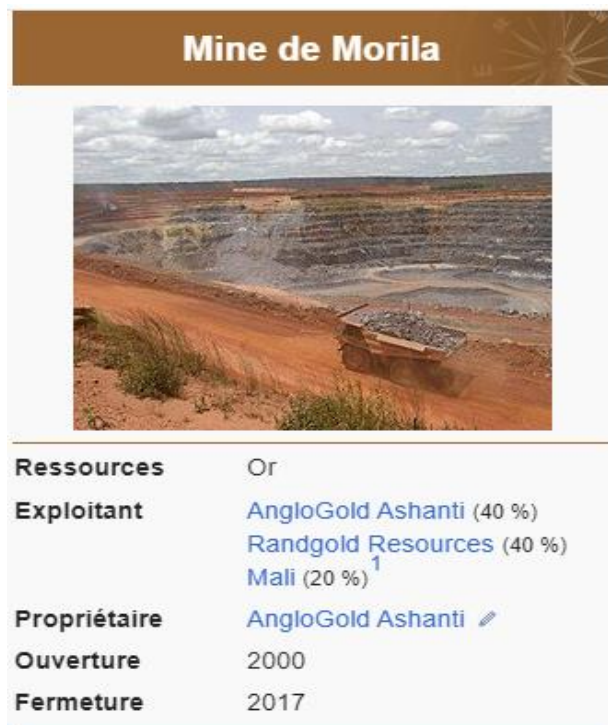 Mine de Morila
Ressources Or
Exploitant AngloGold Ashanti (40 %)
Randgold Resources (40 %)
Mali (20 %)1
Propriétaire AngloGold Ashanti
Ouverture 2000
Fermeture 2017